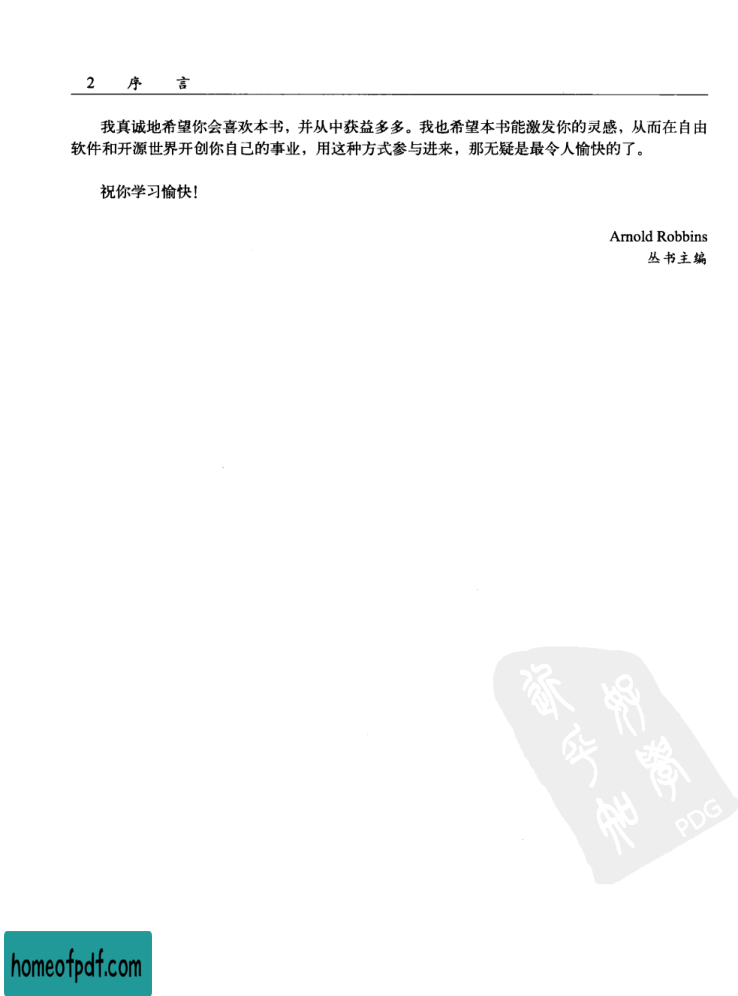 2 序 言
我真诚地希望你会喜欢本书，并从中获益多多。我也希望本书能激发你的灵感，从而在自由
软件和开源世界开创你自己的事业，用这种方式参与进来，那无疑是最令人愉快的了。
祝你学习愉快！
Arnold Robbins
丛书主编
PDG
homeofpdf.com